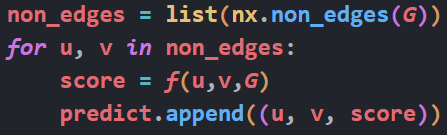 non_edges = list(nx.non_edges(G))
for u, v in non_edges:
    score = f(u,v,G)
    predict.append((u, v, score))